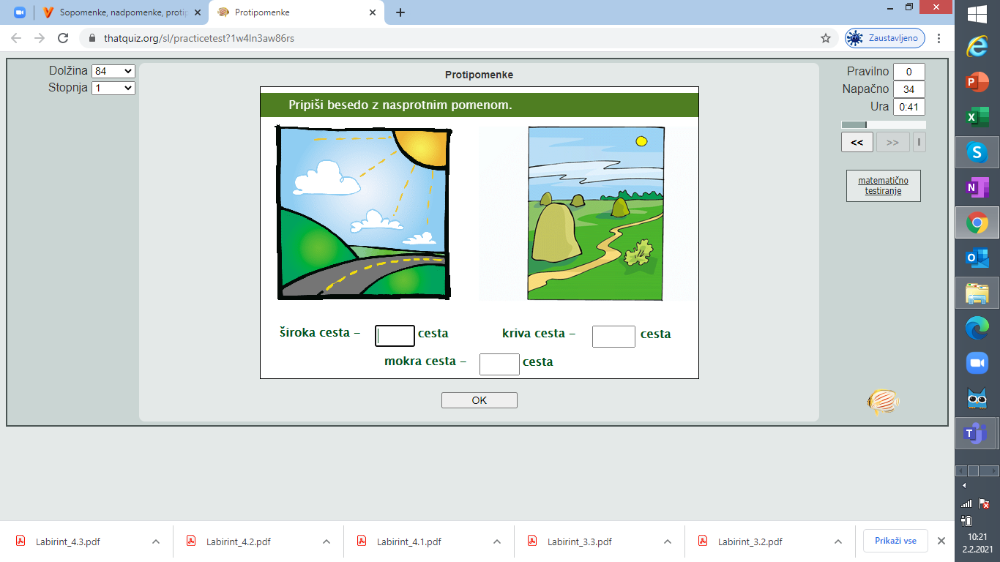 Sopomenke, nadpomenke, protip
Protipomenke
thatquiz.org/sl/practicetest?1w4ln3aw86rs
Zaustavljeno
Dolžina 84
Stopnja 1
Protipomenke
Pripiši besedo z nasprotnim pomenom.
široka cesta – cesta
kriva cesta – cesta
mokra cesta – cesta
OK
Pravilno 0
Napačno 34
Ura 0:41
<< >> ||
matematično
testiranje
Labirint_4.3.pdf
Labirint_4.2.pdf
Labirint_4.1.pdf
Labirint_3.3.pdf
Labirint_3.2.pdf
Prikaži vse
10:21
2.2.2021